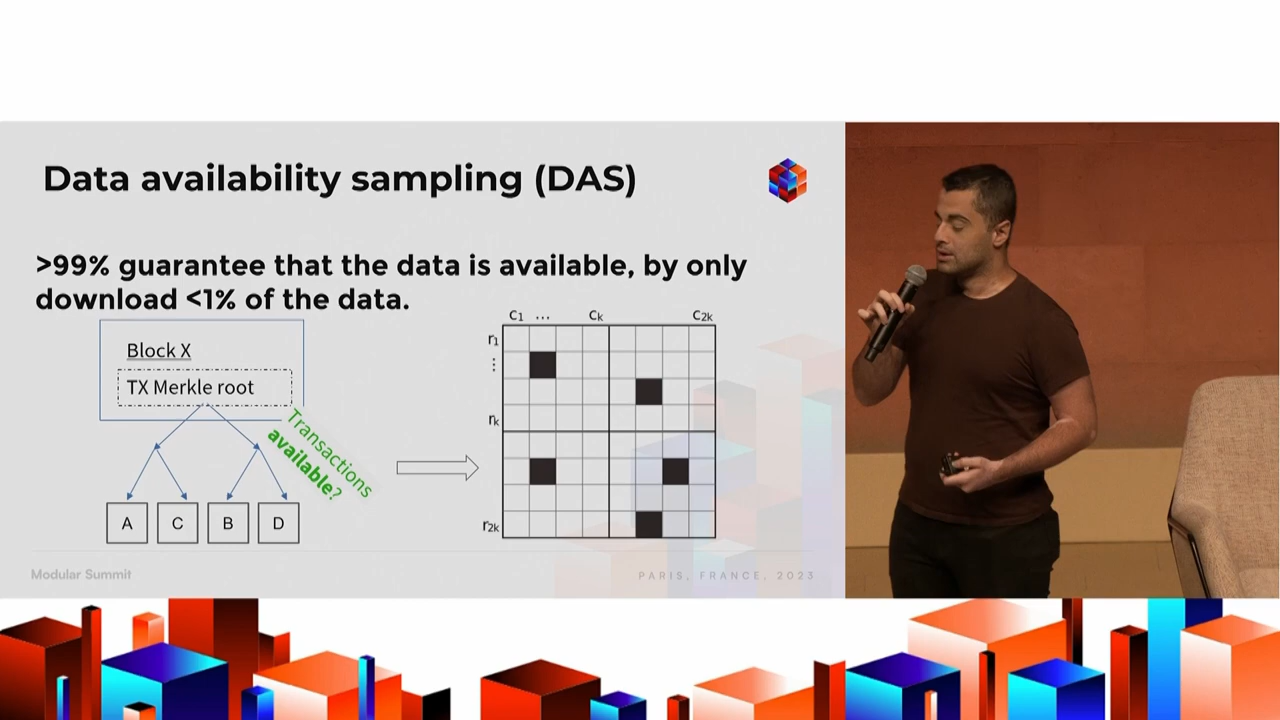 Data availability sampling (DAS)
>99% guarantee that the data is available, by only
download <1% of the data.
Block X
TX Merkle root
Transactions
available?
A C B D
c1 ... ck c2k
r1
⋮
rk
r2k
Modular Summit
PARIS, FRANCE, 2023